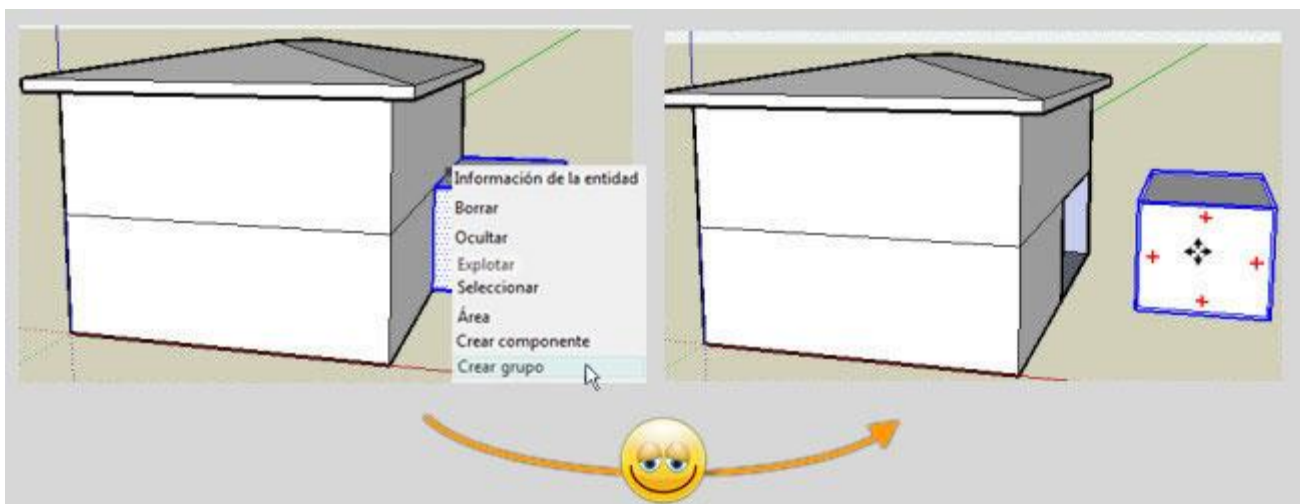 Información de la entidad
Borrar
Ocultar
Explotar
Seleccionar
Área
Crear componente
Crear grupo